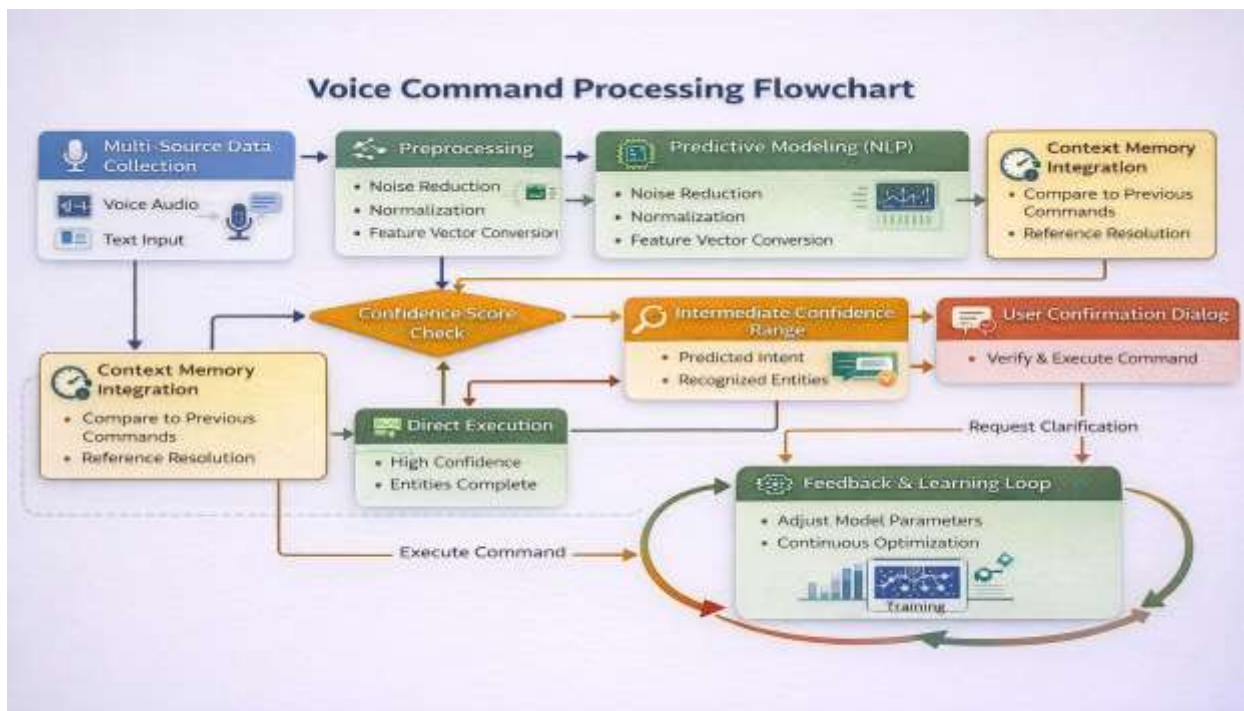 Voice Command Processing Flowchart
Multi-Source Data
Collection
Voice Audio
Text Input
Preprocessing
• Noise Reduction
• Normalization
• Feature Vector Conversion
Predictive Modeling (NLP)
• Noise Reduction
• Normalization
• Feature Vector Conversion
Context Memory
Integration
• Compare to Previous
Commands
• Reference Resolution
Confidence Score
Check
Intermediate Confidence
Range
• Predicted Intent
• Recognized Entities
User Confirmation Dialog
• Verify & Execute Command
Context Memory
Integration
• Compare to Previous
Commands
• Reference Resolution
Direct Execution
• High Confidence
• Entities Complete
Request Clarification
Execute Command
Feedback & Learning Loop
• Adjust Model Parameters
• Continuous Optimization
Training